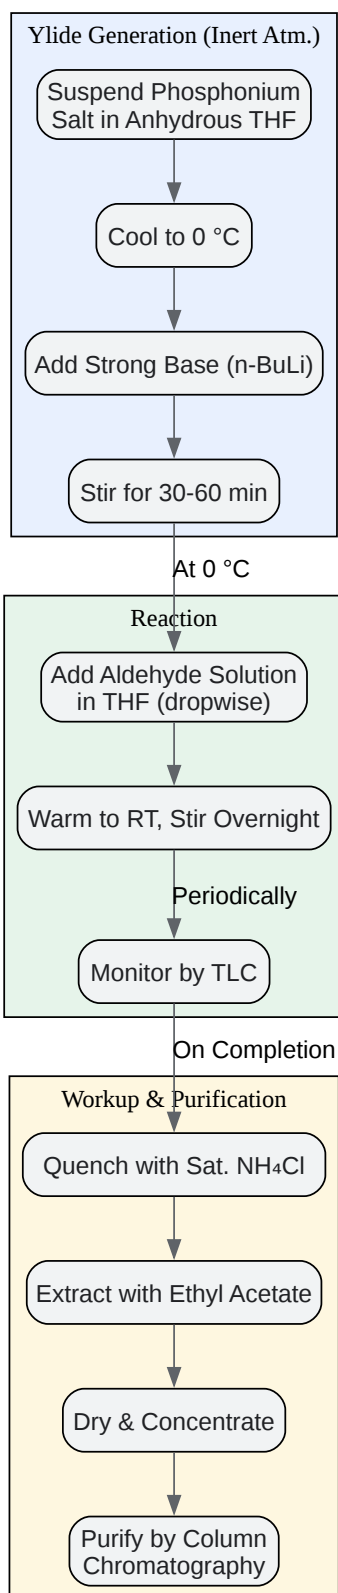 Ylide Generation (Inert Atm.)
Suspend Phosphonium
Salt in Anhydrous THF
Cool to 0 °C
Add Strong Base (n-BuLi)
Stir for 30-60 min
At 0 °C
Reaction
Add Aldehyde Solution
in THF (dropwise)
Warm to RT, Stir Overnight
Periodically
Monitor by TLC
On Completion
Workup & Purification
Quench with Sat. NH₄Cl
Extract with Ethyl Acetate
Dry & Concentrate
Purify by Column
Chromatography